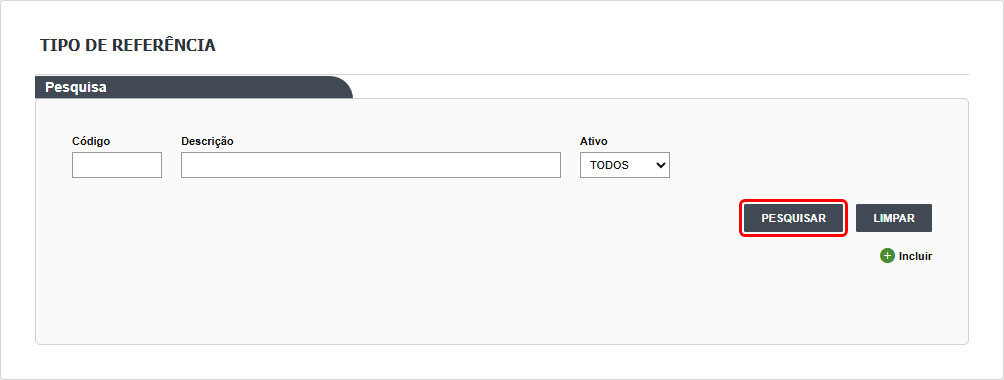 TIPO DE REFERÊNCIA
Pesquisa
Código Descrição Ativo
TODOS
PESQUISAR LIMPAR
Incluir